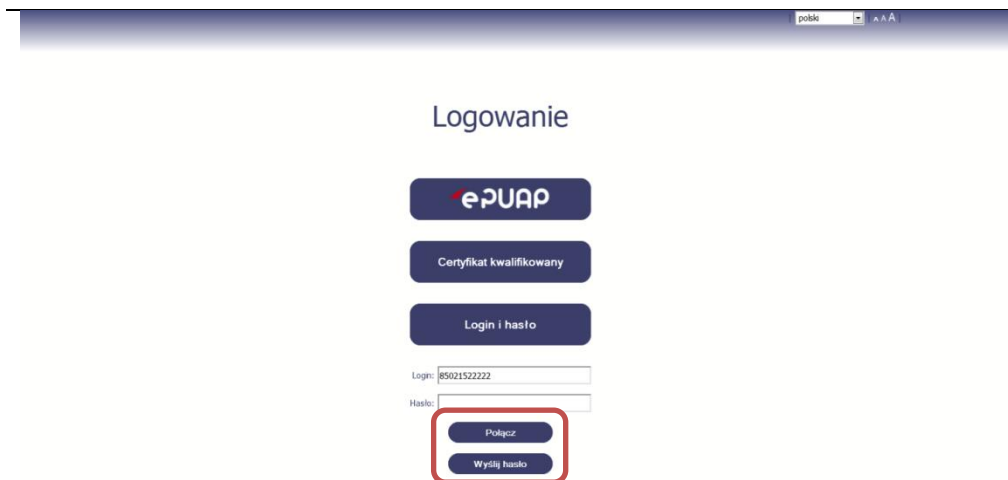 polski A A A
Logowanie
ePUAP
Certyfikat kwalifikowany
Login i hasło
Login: 85021522222
Hasło:
Połącz
Wyślij hasło